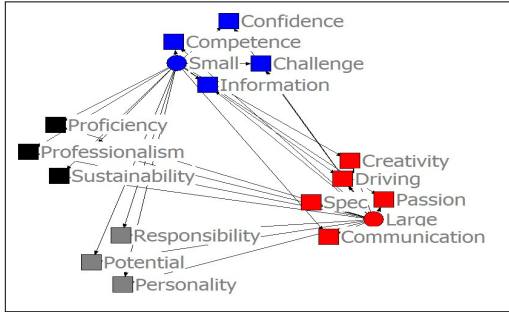 Confidence
Competence
Small
Challenge
Information
Proficiency
Professionalism
Sustainability
Creativity
Driving
Spec
Passion
Large
Responsibility
Communication
Potential
Personality